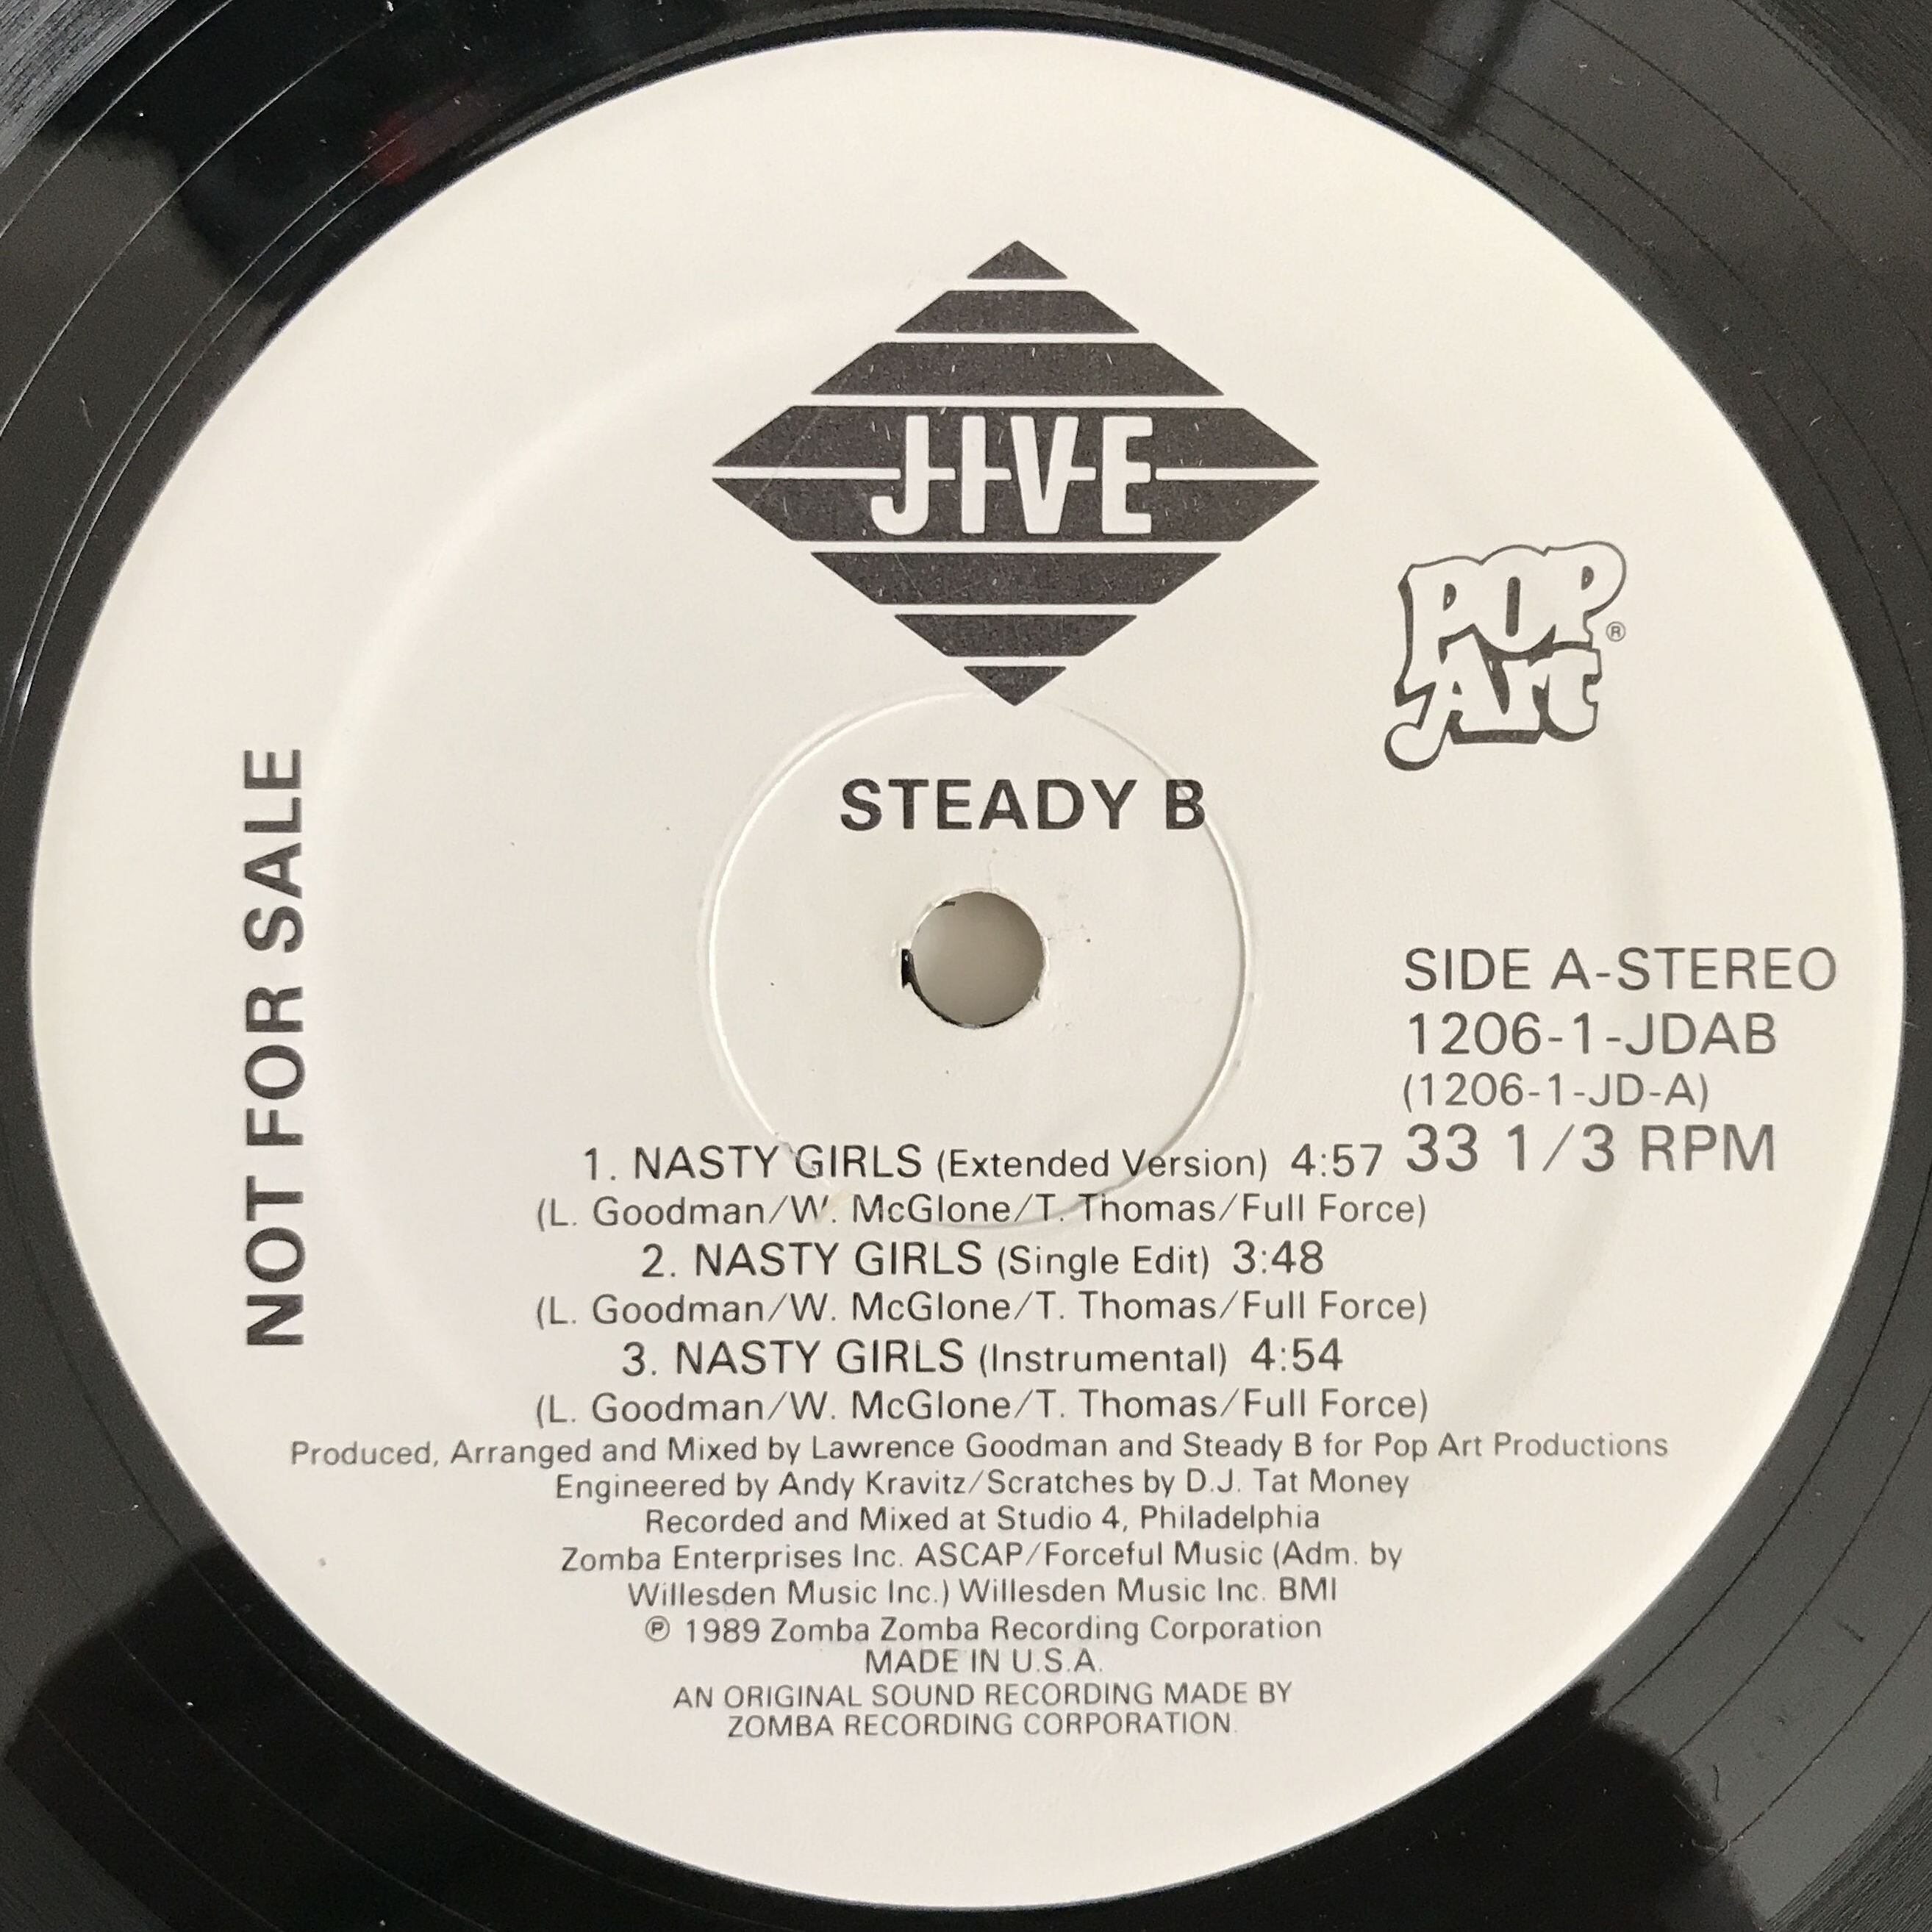 JIVE
POP
Art
®
STEADY B
NOT FOR SALE
SIDE A-STEREO
1206-1-JDAB
(1206-1-JD-A)
33 1/3 RPM
1. NASTY GIRLS (Extended Version) 4:57
(L. Goodman/W. McGlone/T. Thomas/Full Force)
2. NASTY GIRLS (Single Edit) 3:48
(L. Goodman/W. McGlone/T. Thomas/Full Force)
3. NASTY GIRLS (Instrumental) 4:54
(L. Goodman/W. McGlone/T. Thomas/Full Force)
Produced, Arranged and Mixed by Lawrence Goodman and Steady B for Pop Art Productions
Engineered by Andy Kravitz/Scratches by D.J. Tat Money
Recorded and Mixed at Studio 4, Philadelphia
Zomba Enterprises Inc. ASCAP/Forceful Music (Adm. by
Willesden Music Inc.) Willesden Music Inc. BMI
℗ 1989 Zomba Zomba Recording Corporation
MADE IN U.S.A.
AN ORIGINAL SOUND RECORDING MADE BY
ZOMBA RECORDING CORPORATION.